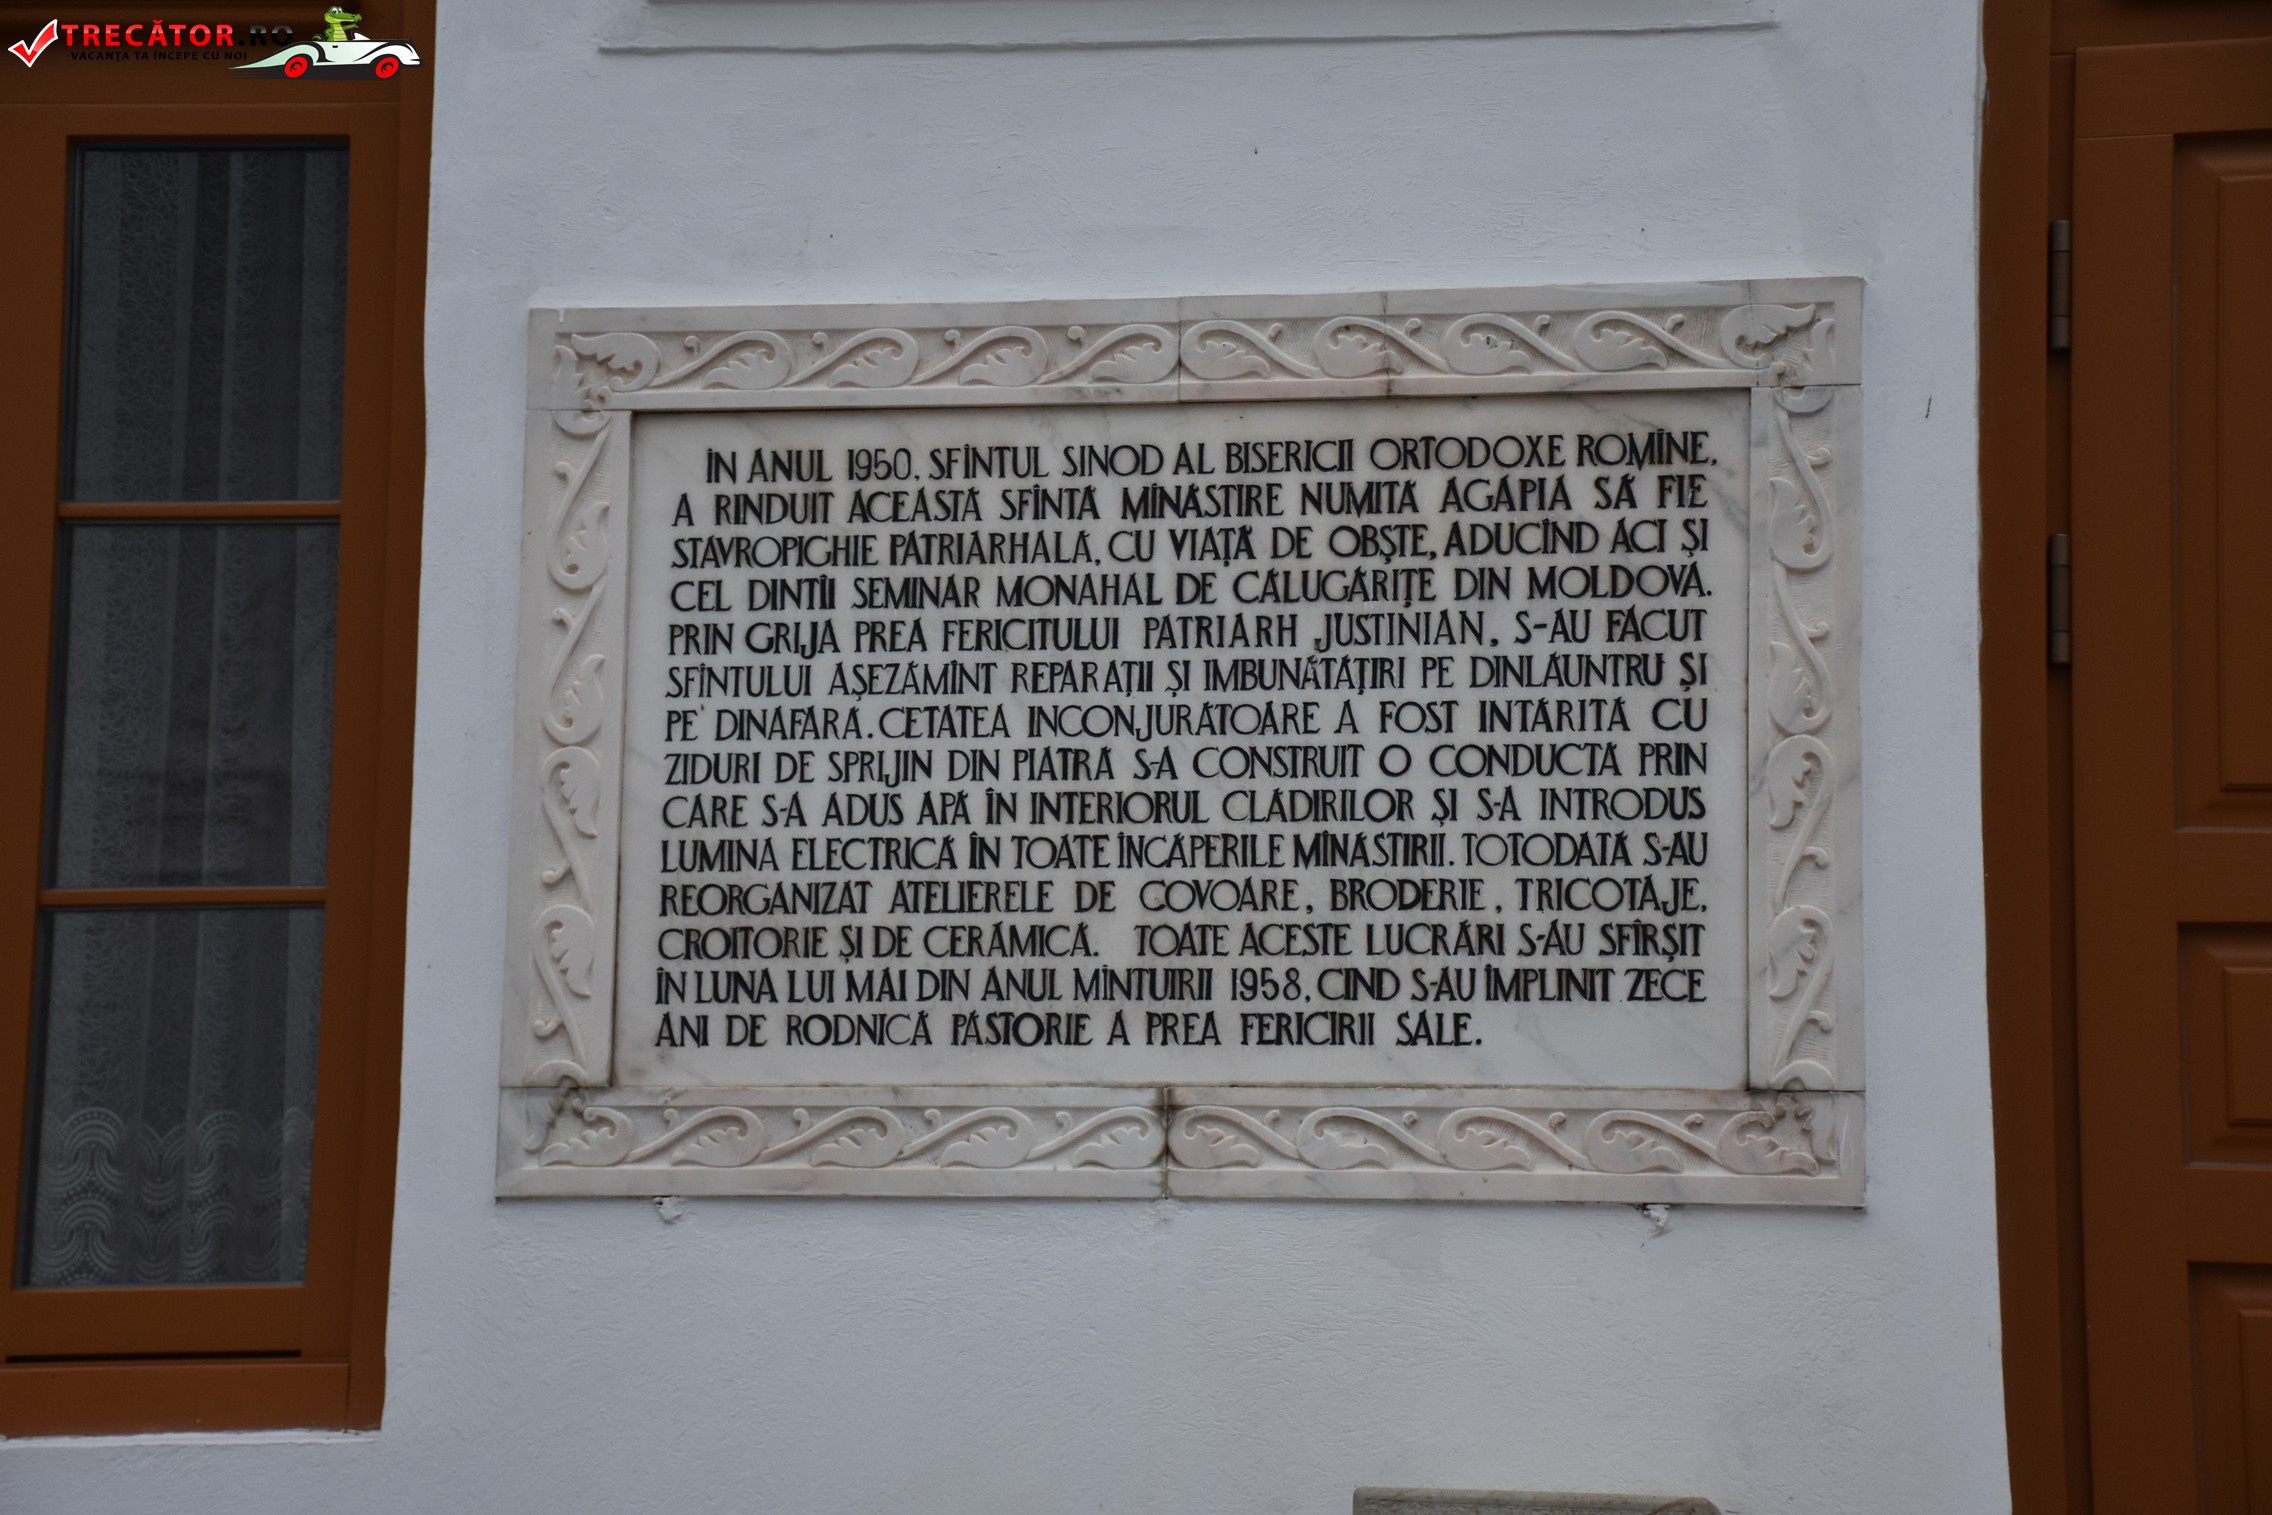 TRECĂTOR.RO
VACANȚA TA ÎNCEPE CU NOI
ÎN ANUL 1950, SFÎNTUL SINOD AL BISERICII ORTODOXE ROMÎNE,
A RINDUIT ACEASTĂ SFÎNTĂ MÎNĂSTIRE NUMITĂ AGAPIA SĂ FIE
STAVROPIGHIE PATRIARHALĂ, CU VIAȚĂ DE OBȘTE, ADUCÎND ACI ȘI
CEL DINTÎI SEMINAR MONAHAL DE CĂLUGĂRIȚE DIN MOLDOVA.
PRIN GRIJA PREA FERICITULUI PATRIARH JUSTINIAN, S-AU FĂCUT
SFÎNTULUI AȘEZĂMÎNT REPARAȚII ȘI IMBUNĂTĂȚIRI PE DINLĂUNTRU ȘI
PE DINAFARĂ. CETATEA INCONJURĂTOARE A FOST INTĂRITĂ CU
ZIDURI DE SPRIJIN DIN PIATRĂ S-A CONSTRUIT O CONDUCTĂ PRIN
CARE S-A ADUS APĂ ÎN INTERIORUL CLĂDIRILOR ȘI S-A INTRODUS
LUMINĂ ELECTRICĂ ÎN TOATE ÎNCĂPERILE MÎNĂSTIRII. TOTODATĂ S-AU
REORGANIZAT ATELIERELE DE COVOARE, BRODERIE, TRICOTAJE,
CROITORIE ȘI DE CERAMICĂ. TOATE ACESTE LUCRĂRI S-AU SFÎRȘIT
ÎN LUNA LUI MAI DIN ANUL MÎNTUIRII 1958, CIND S-AU ÎMPLINIT ZECE
ANI DE RODNICĂ PĂSTORIE A PREA FERICIRII SALE.